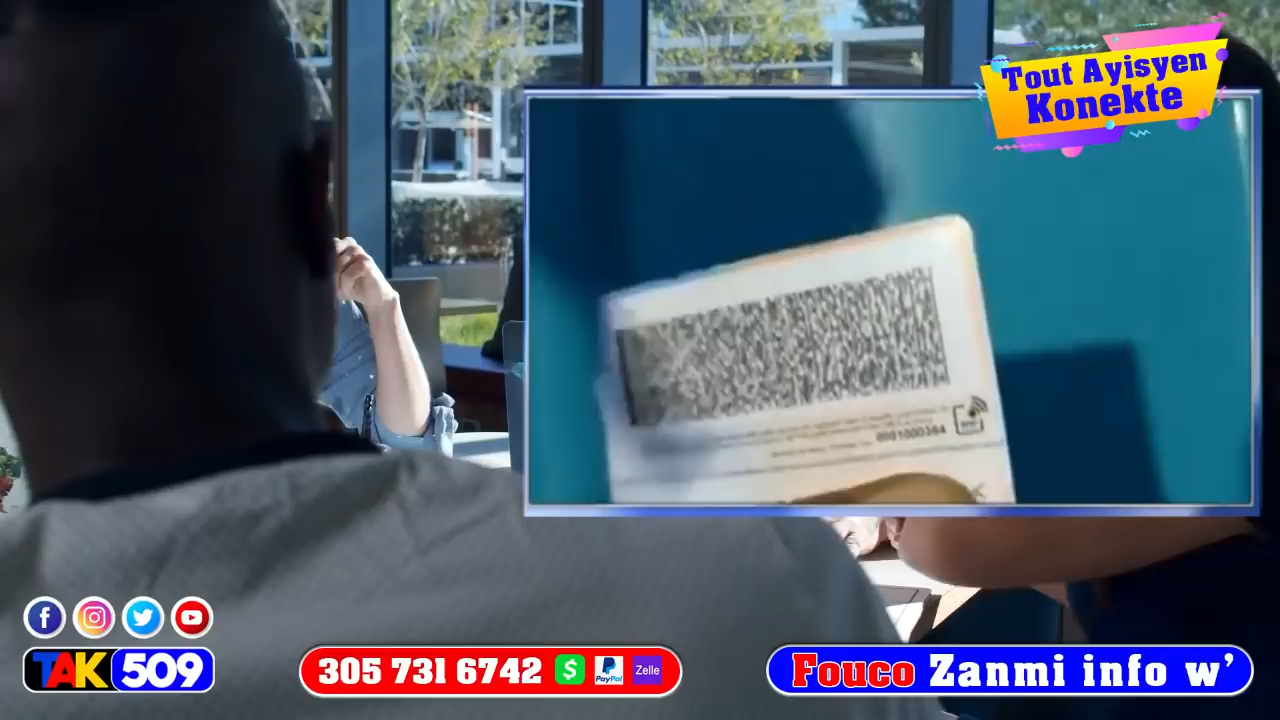 Tout Ayisyen
Konekte
TAK 509
305 731 6742
$
PayPal
Zelle
Fouco Zanmi info w'